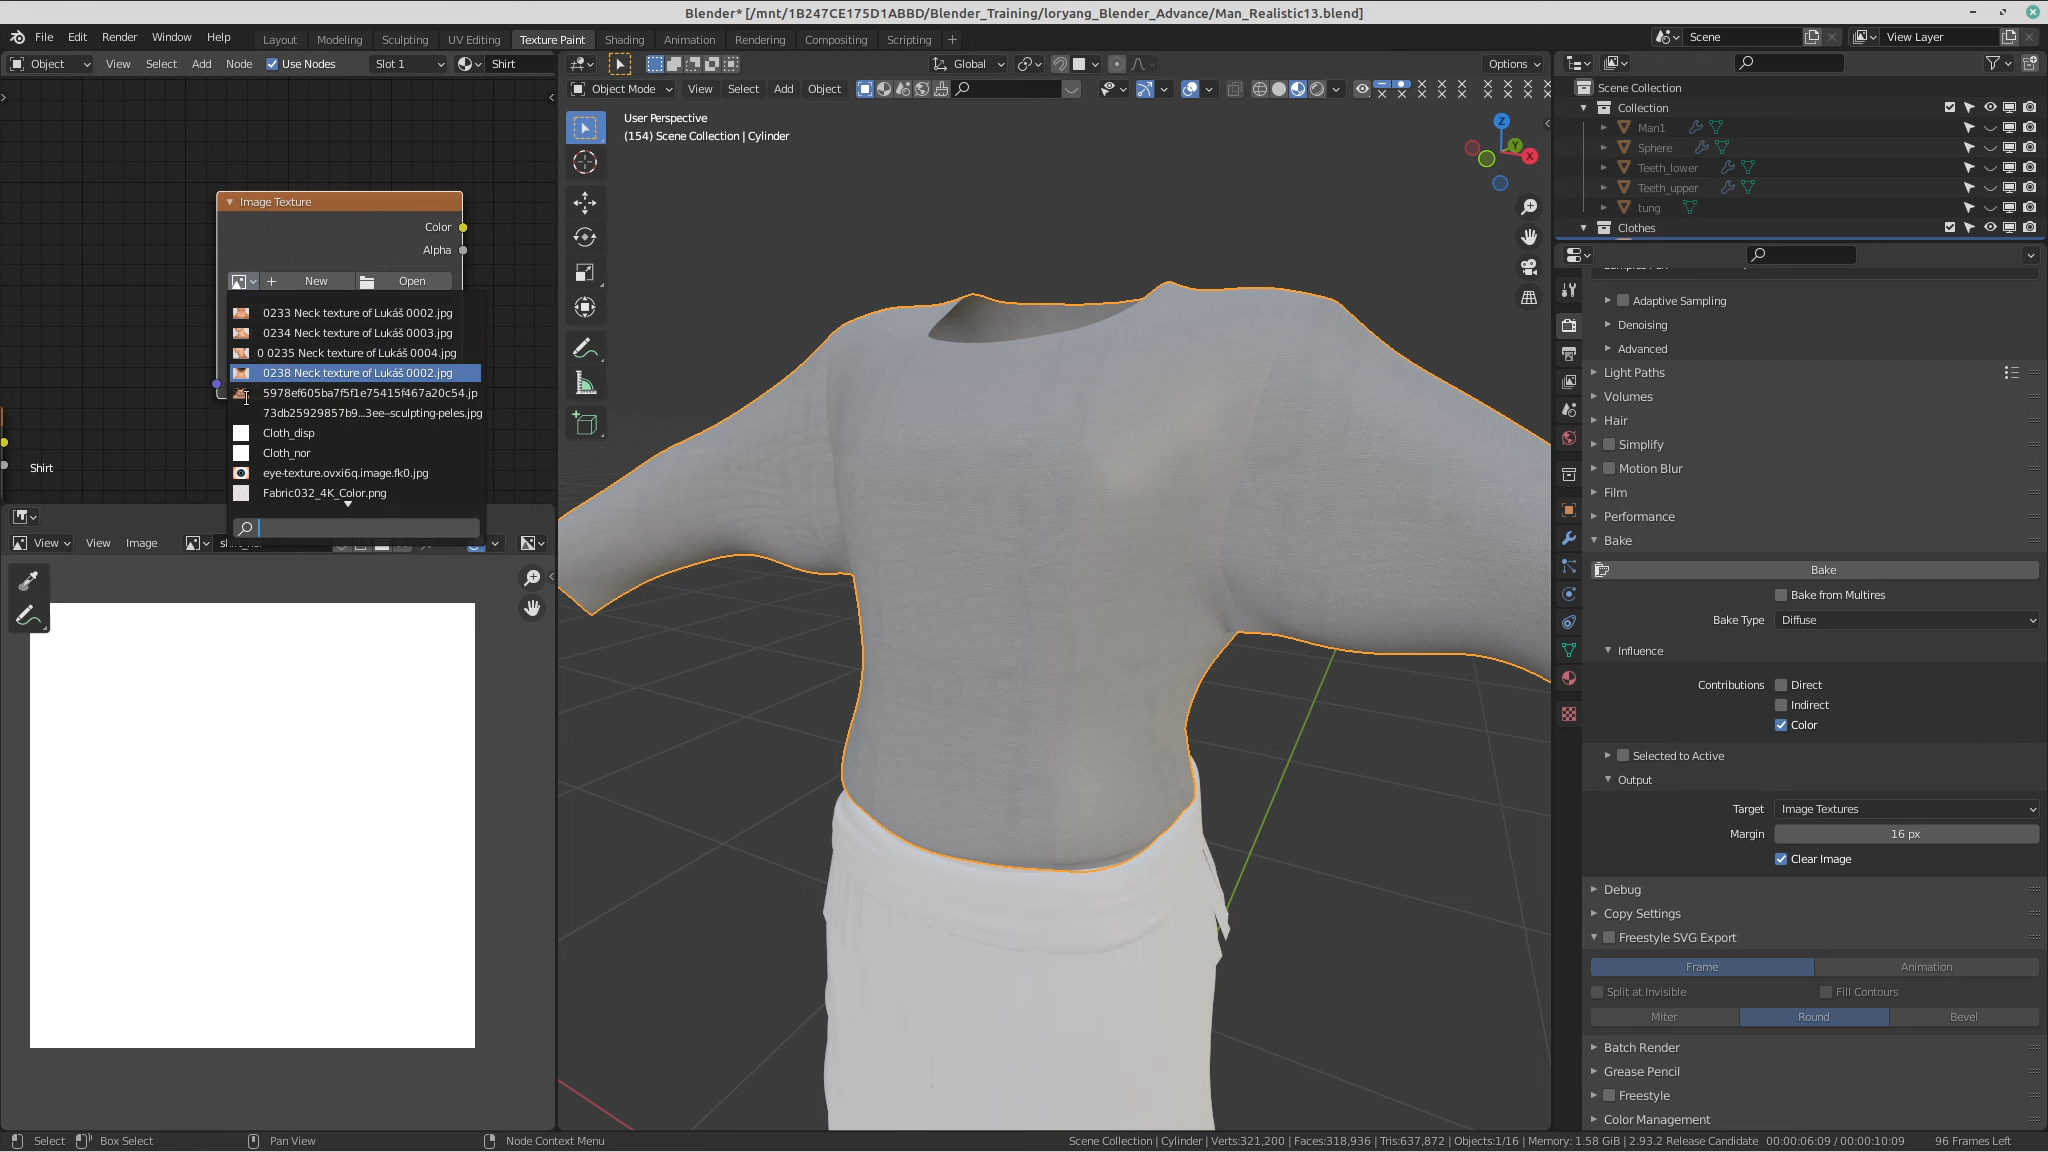 Blender* [/mnt/1B247CE175D1ABBD/Blender_Training/loryang_Blender_Advance/Man_Realistic13.blend]
File Edit Render Window Help Layout Modeling Sculpting UV Editing Texture Paint Shading Animation Rendering Compositing Scripting + Scene View Layer
Object View Select Add Node Use Nodes Slot 1 Shirt
Global Options
Object Mode View Select Add Object
User Perspective
(154) Scene Collection | Cylinder
Z
Y
X
Image Texture
Color
Alpha
New Open
0233 Neck texture of Lukáš 0002.jpg
0234 Neck texture of Lukáš 0003.jpg
0 0235 Neck texture of Lukáš 0004.jpg
0238 Neck texture of Lukáš 0002.jpg
5978ef605ba7f5f1e75415f467a20c54.jp
73db25929857b9...3ee--sculpting-peles.jpg
Cloth_disp
Cloth_nor
eye-texture.ovxi6q.image.fk0.jpg
Fabric032_4K_Color.png
Shirt
View View Image
Scene Collection
Collection
Man1
Sphere
Teeth_lower
Teeth_upper
tung
Clothes
Adaptive Sampling
Denoising
Advanced
Light Paths
Volumes
Hair
Simplify
Motion Blur
Film
Performance
Bake
Bake
Bake from Multires
Bake Type Diffuse
Influence
Contributions Direct
Indirect
Color
Selected to Active
Output
Target Image Textures
Margin 16 px
Clear Image
Debug
Copy Settings
Freestyle SVG Export
Frame Animation
Split at Invisible Fill Contours
Miter Round Bevel
Batch Render
Grease Pencil
Freestyle
Color Management
Select Box Select Pan View Node Context Menu Scene Collection | Cylinder | Verts:321,200 | Faces:318,936 | Tris:637,872 | Objects:1/16 | Memory: 1.58 GiB | 2.93.2 Release Candidate 00:00:06:09 / 00:00:10:09 96 Frames Left